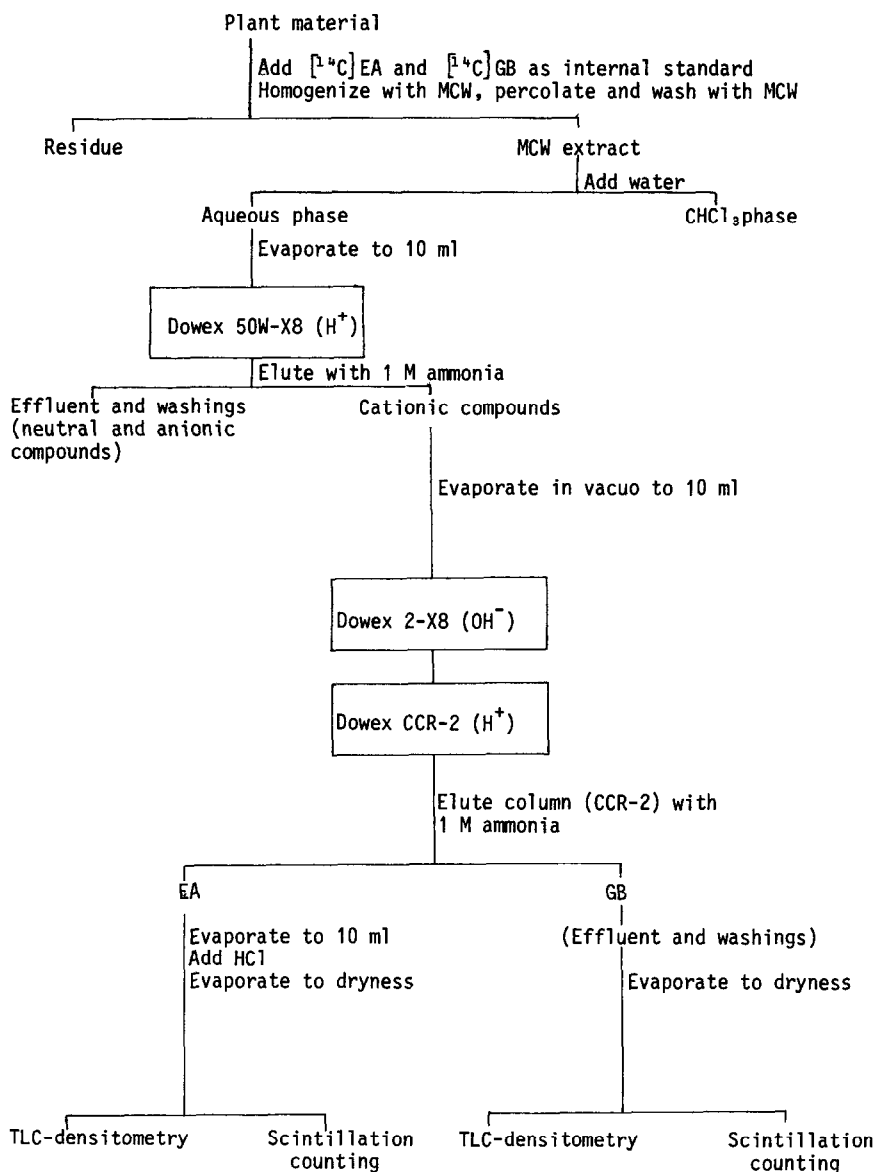 Plant material
Add [¹⁴C]EA and [¹⁴C]GB as internal standard
Homogenize with MCW, percolate and wash with MCW
Residue
MCW extract
Add water
Aqueous phase
CHCl₃phase
Evaporate to 10 ml
Dowex 50W-X8 (H⁺)
Elute with 1 M ammonia
Effluent and washings
(neutral and anionic
compounds)
Cationic compounds
Evaporate in vacuo to 10 ml
Dowex 2-X8 (OH⁻)
Dowex CCR-2 (H⁺)
Elute column (CCR-2) with
1 M ammonia
EA
GB
Evaporate to 10 ml
Add HCl
Evaporate to dryness
(Effluent and washings)
Evaporate to dryness
TLC-densitometry
Scintillation
counting
TLC-densitometry
Scintillation
counting